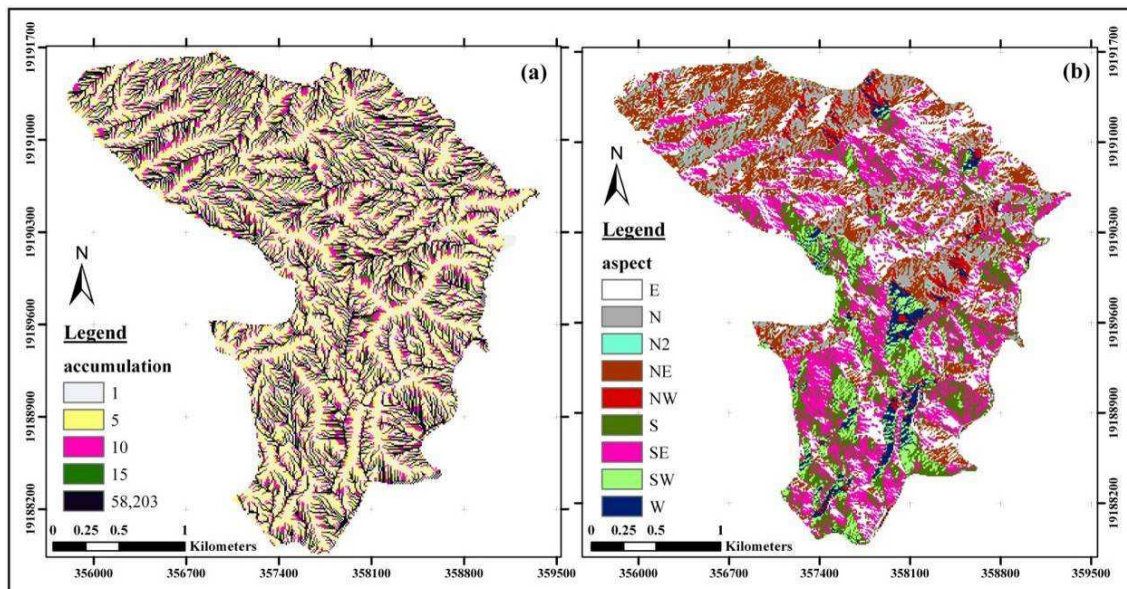 (a)
19191700
19191000
19190300
19189600
19188900
19188200
N
Legend
accumulation
1
5
10
15
58,203
0 0.25 0.5 1
Kilometers
356000 356700 357400 358100 358800 359500
(b)
N
Legend
aspect
E
N
N2
NE
NW
S
SE
SW
W
0 0.25 0.5 1
Kilometers
19191700
19191000
19190300
19189600
19188900
19188200
356000 356700 357400 358100 358800 359500